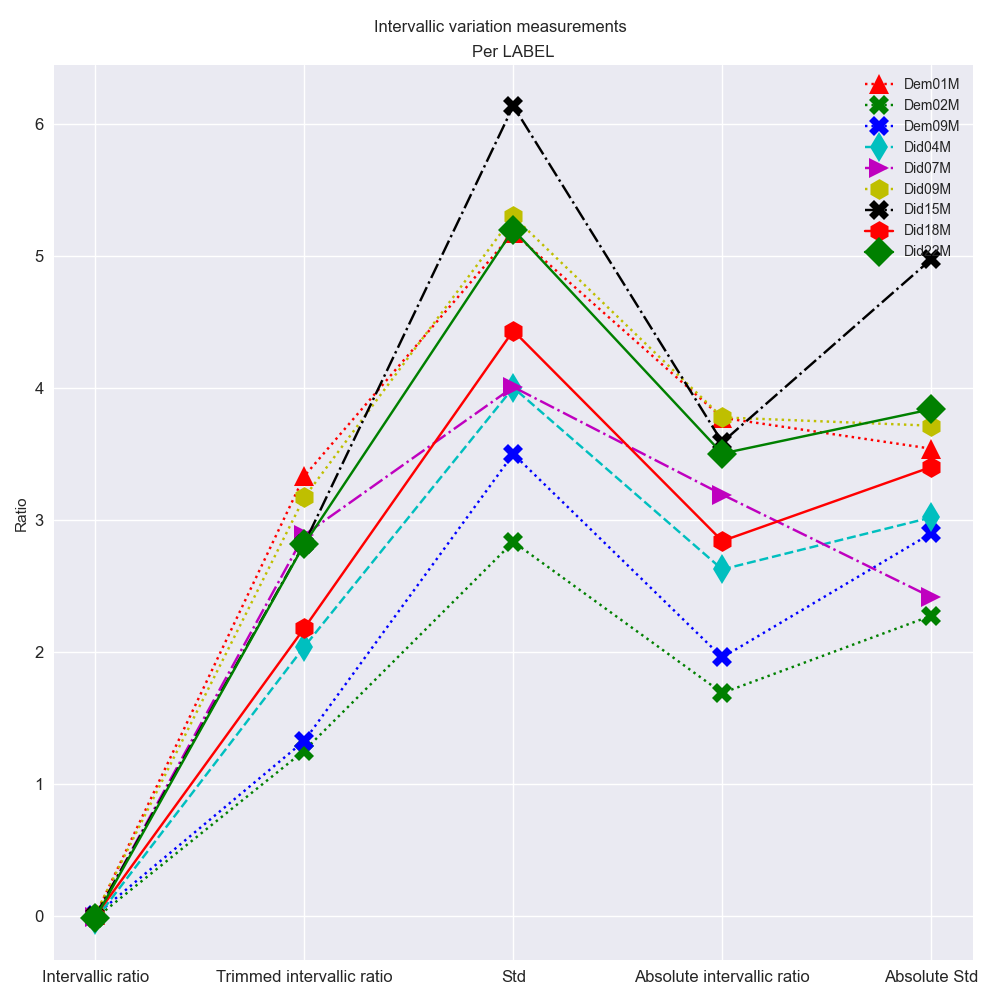 Intervallic variation measurements
Per LABEL
Dem01M
Dem02M
Dem09M
Did04M
Did07M
Did09M
Did15M
Did18M
Did23M
6
5
4
3
2
1
0
Ratio
Intervallic ratio
Trimmed intervallic ratio
Std
Absolute intervallic ratio
Absolute Std